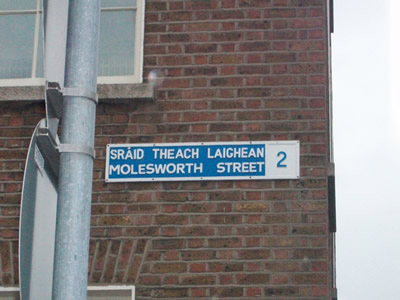 SRÁID THEACH LAIGHEAN
MOLESWORTH STREET 2